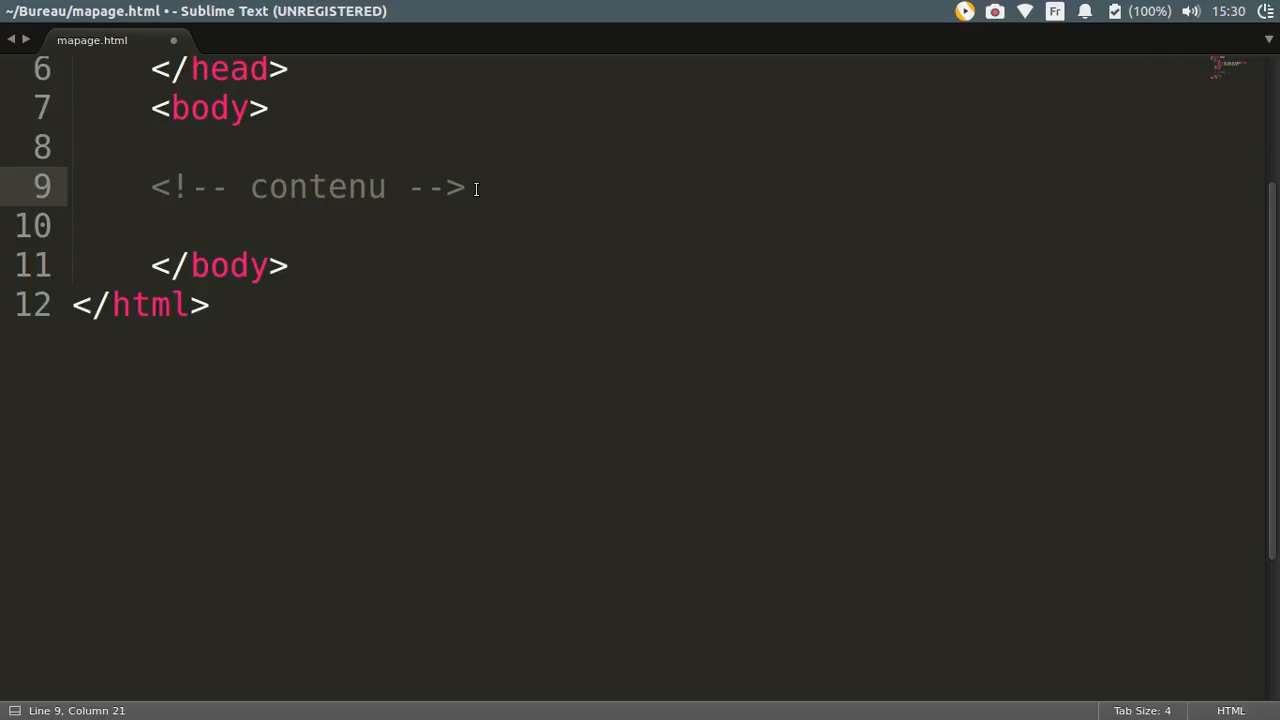 ~/Bureau/mapage.html • - Sublime Text (UNREGISTERED) Fr (100%) 15:30
mapage.html
6 </head>
7 <body>
8
9 <!-- contenu -->
10
11 </body>
12 </html>
Line 9, Column 21 Tab Size: 4 HTML